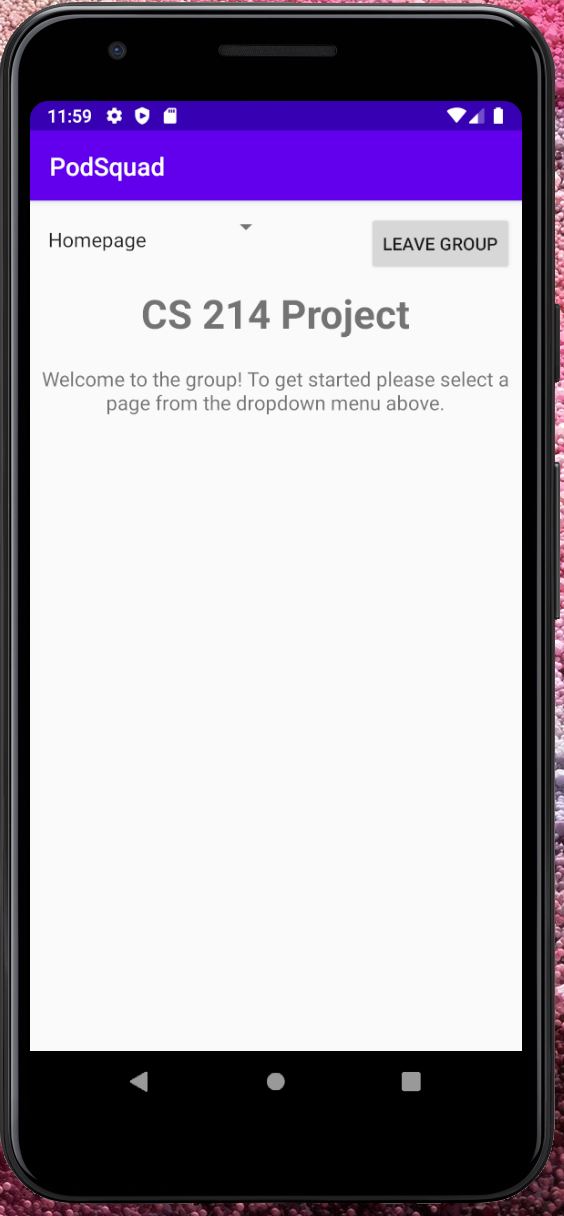 11:59
PodSquad
Homepage
LEAVE GROUP
CS 214 Project
Welcome to the group! To get started please select a
page from the dropdown menu above.